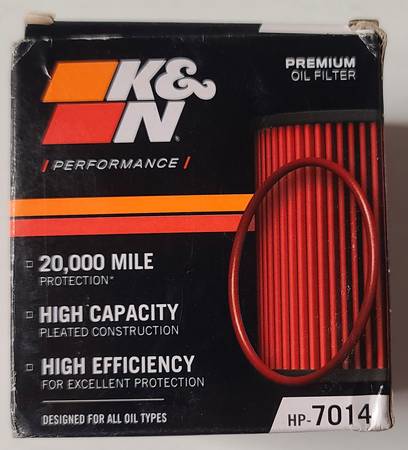 K&N®
PERFORMANCE
PREMIUM
OIL FILTER
20,000 MILE
PROTECTION*
HIGH CAPACITY
PLEATED CONSTRUCTION
HIGH EFFICIENCY
FOR EXCELLENT PROTECTION
DESIGNED FOR ALL OIL TYPES
HP-7014